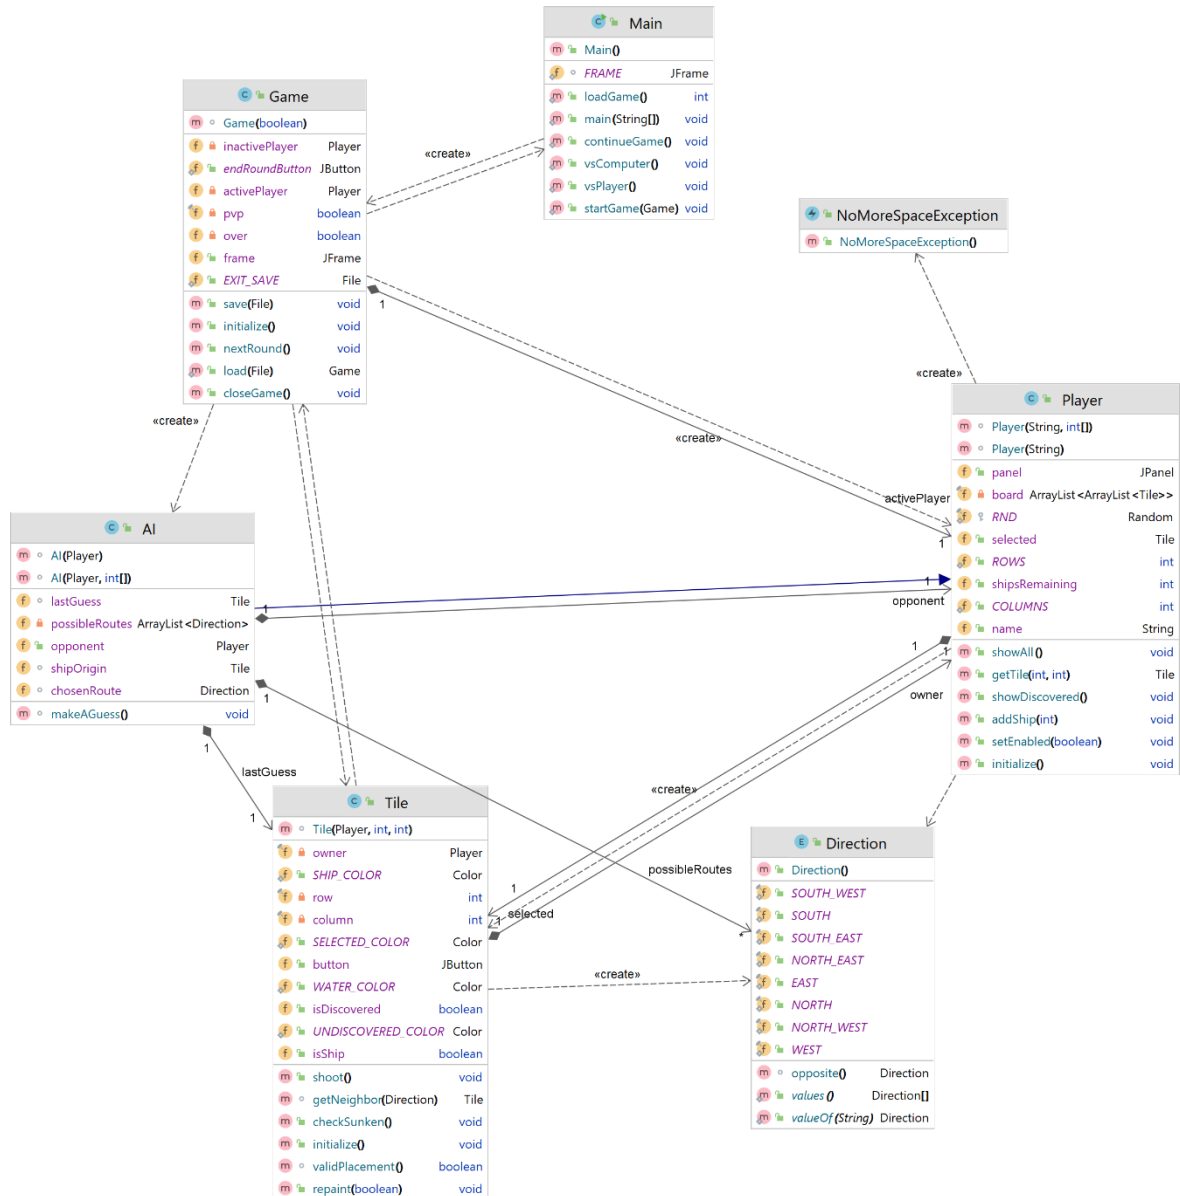 Main
Main()
FRAME JFrame
loadGame() int
main(String[]) void
continueGame() void
vsComputer() void
vsPlayer() void
startGame(Game) void
Game
Game(boolean)
inactivePlayer Player
endRoundButton JButton
activePlayer Player
pvp boolean
over boolean
frame JFrame
EXIT_SAVE File
save(File) void
initialize() void
nextRound() void
load(File) Game
closeGame() void
«create»
NoMoreSpaceException
NoMoreSpaceException()
1
«create»
«create»
«create»
activePlayer
1
Player
Player(String, int[])
Player(String)
panel JPanel
board ArrayList<ArrayList<Tile>>
RND Random
selected Tile
ROWS int
shipsRemaining int
COLUMNS int
name String
showAll() void
getTile(int, int) Tile
showDiscovered() void
addShip(int) void
setEnabled(boolean) void
initialize() void
AI
AI(Player)
AI(Player, int[])
lastGuess Tile
possibleRoutes ArrayList<Direction>
opponent Player
shipOrigin Tile
chosenRoute Direction
makeAGuess() void
1
1
opponent
1
1
1
owner
1
lastGuess
1
«create»
possibleRoutes
*
1
selected
1
«create»
Tile
Tile(Player, int, int)
owner Player
SHIP_COLOR Color
row int
column int
SELECTED_COLOR Color
button JButton
WATER_COLOR Color
isDiscovered boolean
UNDISCOVERED_COLOR Color
isShip boolean
shoot() void
getNeighbor(Direction) Tile
checkSunken() void
initialize() void
validPlacement() boolean
repaint(boolean) void
Direction
Direction()
SOUTH_WEST
SOUTH
SOUTH_EAST
NORTH_EAST
EAST
NORTH
NORTH_WEST
WEST
opposite() Direction
values() Direction[]
valueOf(String) Direction